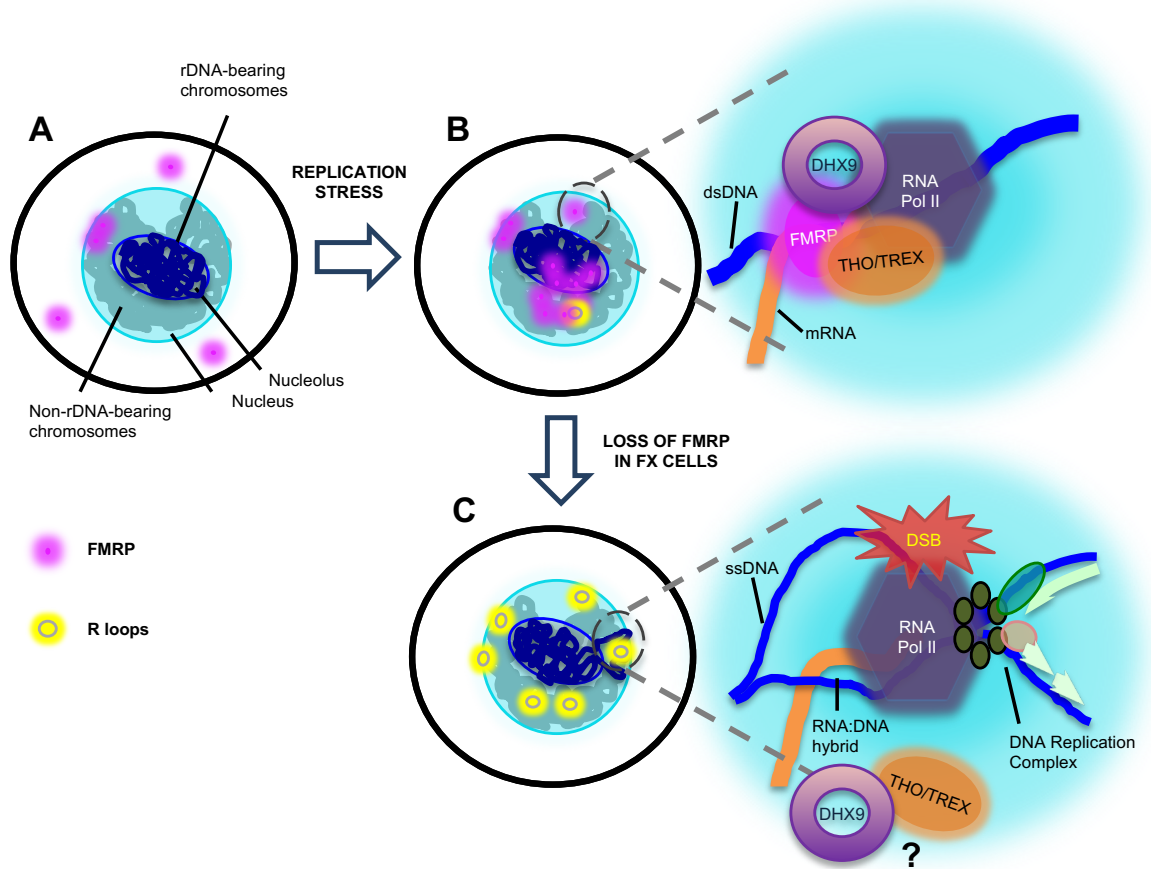 rDNA-bearing
chromosomes
A
REPLICATION
STRESS
Non-rDNA-bearing
chromosomes
Nucleolus
Nucleus
B
dsDNA
DHX9
RNA
Pol II
FMRP
THO/TREX
mRNA
LOSS OF FMRP
IN FX CELLS
FMRP
R loops
C
ssDNA
DSB
RNA
Pol II
RNA:DNA
hybrid
DNA Replication
Complex
DHX9
THO/TREX
?